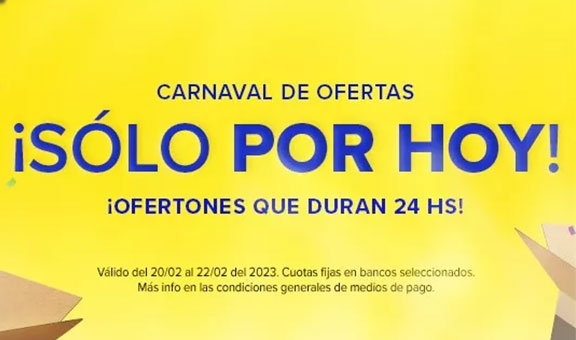 CARNAVAL DE OFERTAS
¡SÓLO POR HOY!
¡OFERTONES QUE DURAN 24 HS!
Válido del 20/02 al 22/02 del 2023. Cuotas fijas en bancos seleccionados.
Más info en las condiciones generales de medios de pago.